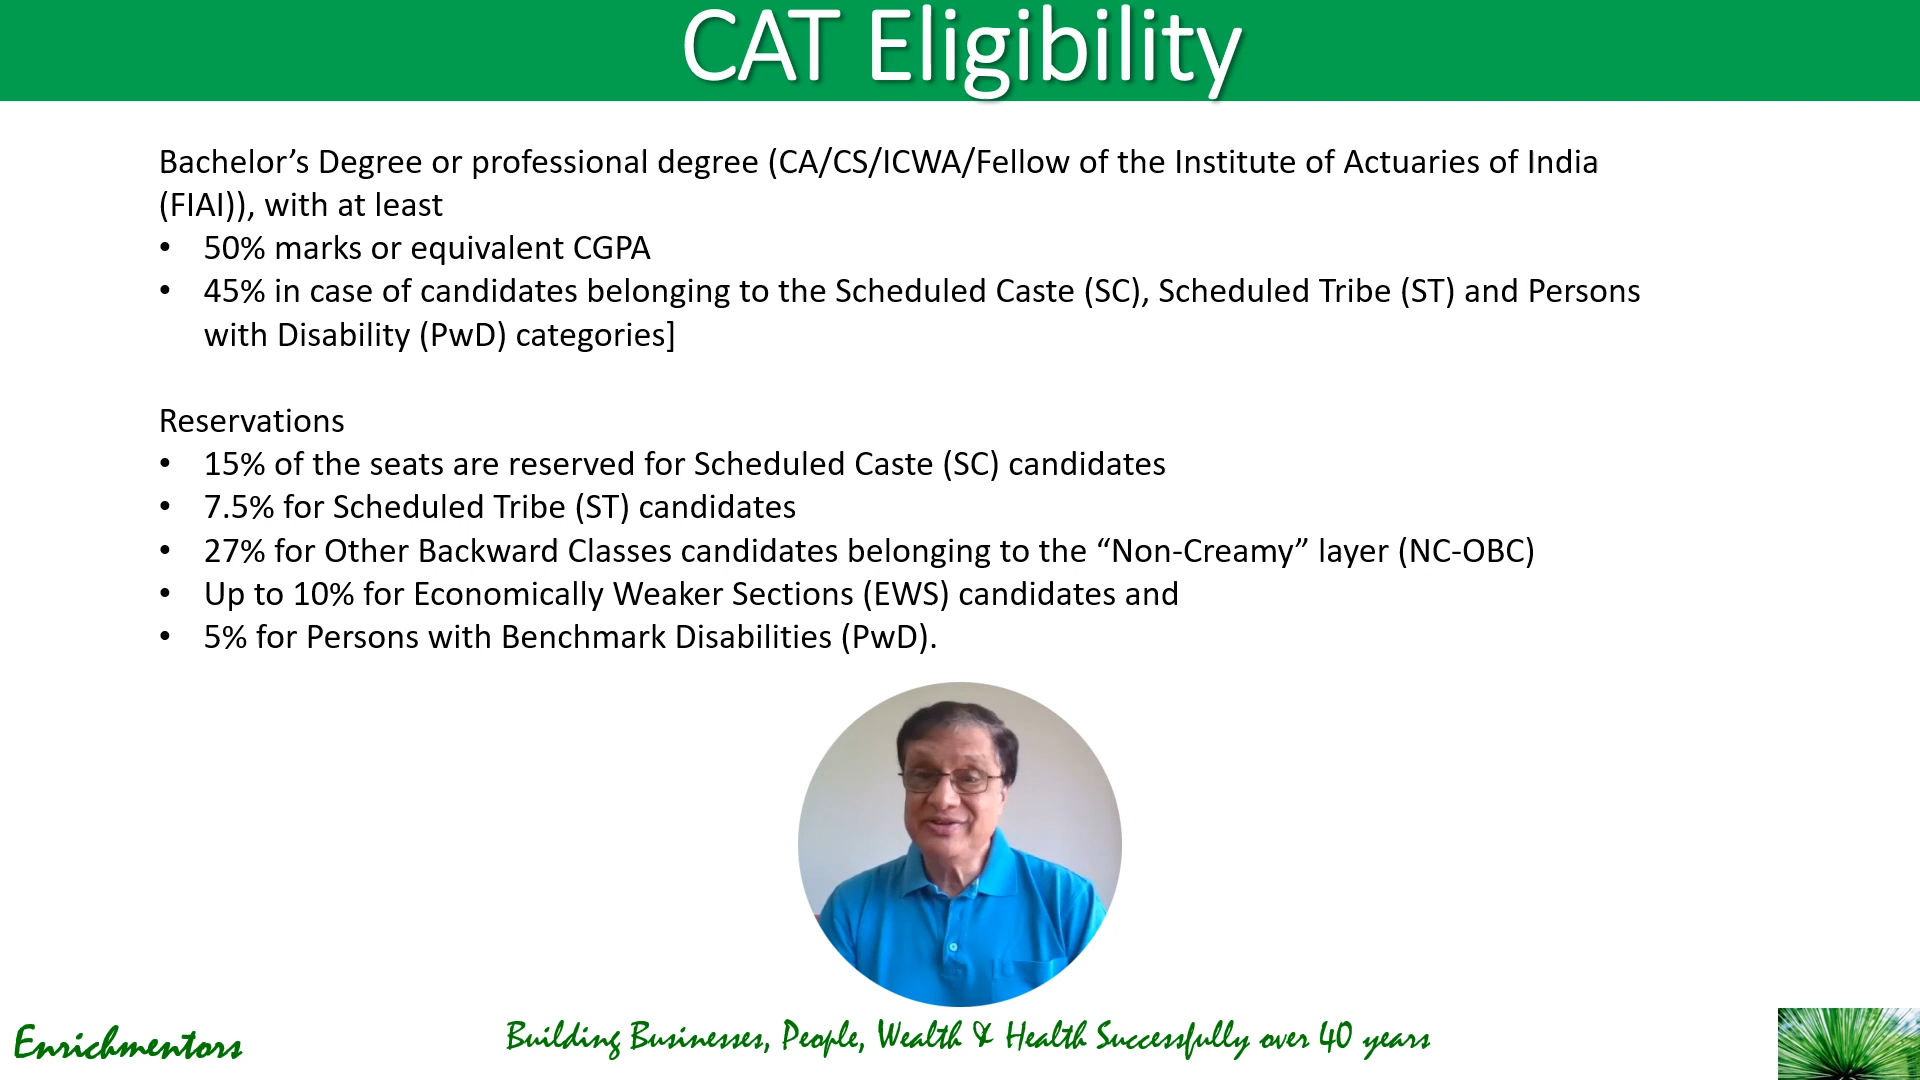 CAT Eligibility
Bachelor’s Degree or professional degree (CA/CS/ICWA/Fellow of the Institute of Actuaries of India
(FIAI)), with at least
• 50% marks or equivalent CGPA
• 45% in case of candidates belonging to the Scheduled Caste (SC), Scheduled Tribe (ST) and Persons
with Disability (PwD) categories]
Reservations
• 15% of the seats are reserved for Scheduled Caste (SC) candidates
• 7.5% for Scheduled Tribe (ST) candidates
• 27% for Other Backward Classes candidates belonging to the “Non-Creamy” layer (NC-OBC)
• Up to 10% for Economically Weaker Sections (EWS) candidates and
• 5% for Persons with Benchmark Disabilities (PwD).
Enrichmentors
Building Businesses, People, Wealth & Health Successfully over 40 years